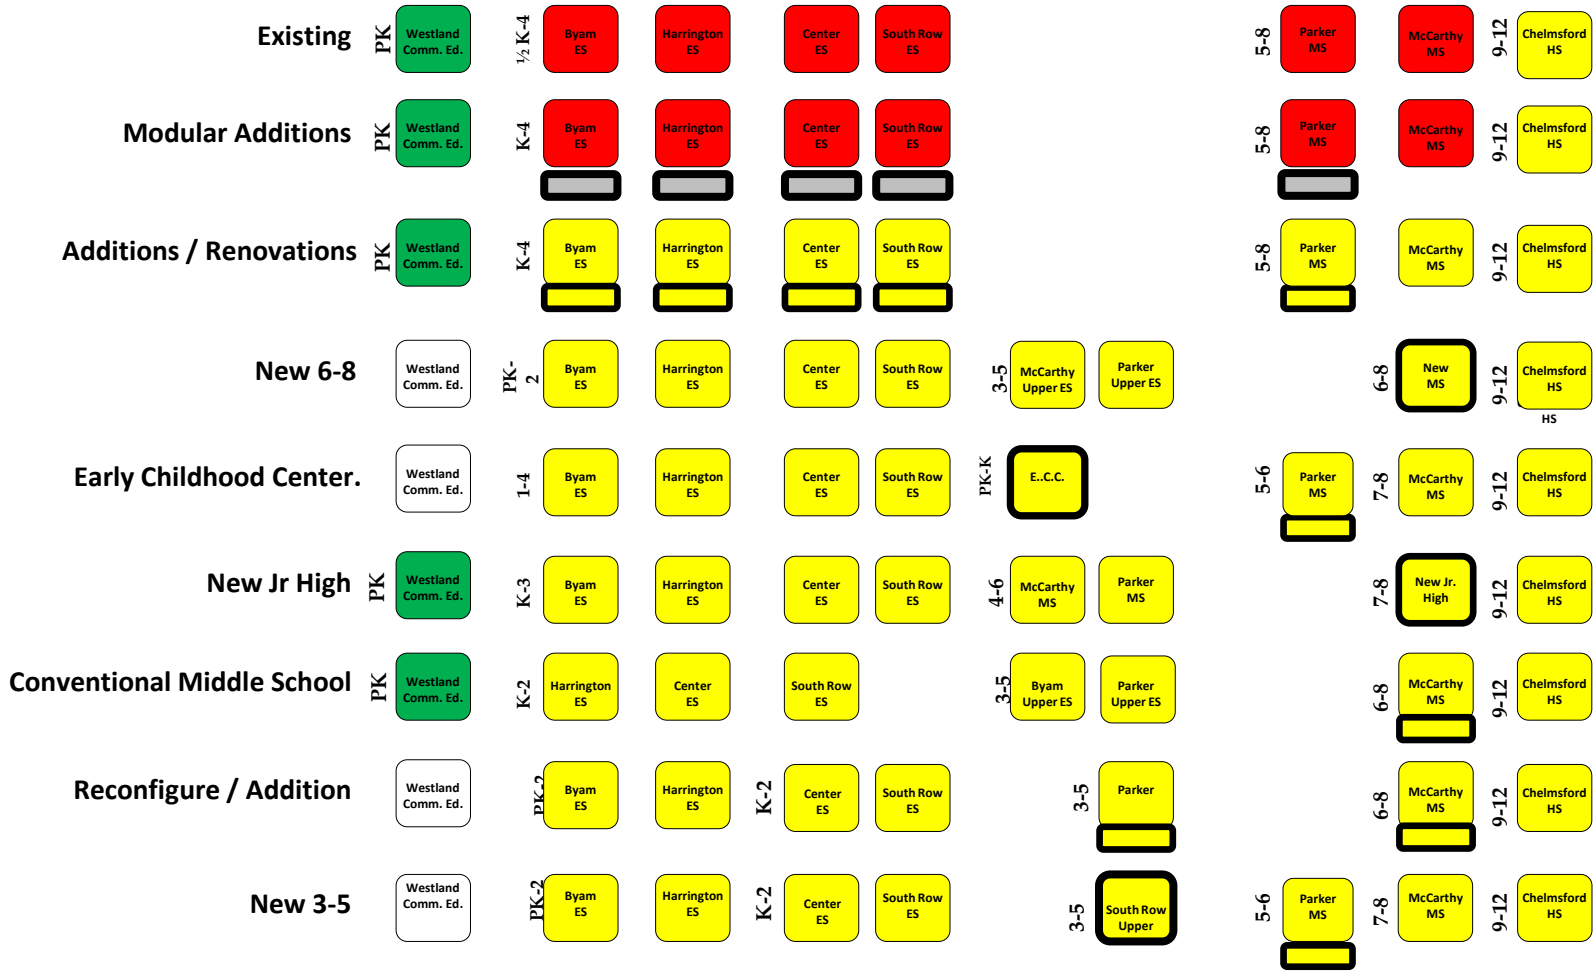 Existing
PK
Westland
Comm. Ed.
½ K-4
Byam
ES
Harrington
ES
Center
ES
South Row
ES
5-8
Parker
MS
McCarthy
MS
9-12
Chelmsford
HS
Modular Additions
PK
Westland
Comm. Ed.
K-4
Byam
ES
Harrington
ES
Center
ES
South Row
ES
5-8
Parker
MS
McCarthy
MS
9-12
Chelmsford
HS
Additions / Renovations
PK
Westland
Comm. Ed.
K-4
Byam
ES
Harrington
ES
Center
ES
South Row
ES
5-8
Parker
MS
McCarthy
MS
9-12
Chelmsford
HS
New 6-8
Westland
Comm. Ed.
PK-
2
Byam
ES
Harrington
ES
Center
ES
South Row
ES
3-5
McCarthy
Upper ES
Parker
Upper ES
6-8
New
MS
9-12
Chelmsford
HS
HS
Early Childhood Center.
Westland
Comm. Ed.
1-4
Byam
ES
Harrington
ES
Center
ES
South Row
ES
PK-K
E..C.C.
5-6
Parker
MS
7-8
McCarthy
MS
9-12
Chelmsford
HS
New Jr High
PK
Westland
Comm. Ed.
K-3
Byam
ES
Harrington
ES
Center
ES
South Row
ES
4-6
McCarthy
MS
Parker
MS
7-8
New Jr.
High
9-12
Chelmsford
HS
Conventional Middle School
PK
Westland
Comm. Ed.
K-2
Harrington
ES
Center
ES
South Row
ES
3-5
Byam
Upper ES
Parker
Upper ES
6-8
McCarthy
MS
9-12
Chelmsford
HS
Reconfigure / Addition
Westland
Comm. Ed.
PK-2
Byam
ES
Harrington
ES
K-2
Center
ES
South Row
ES
3-5
Parker
6-8
McCarthy
MS
9-12
Chelmsford
HS
New 3-5
Westland
Comm. Ed.
PK-2
Byam
ES
Harrington
ES
K-2
Center
ES
South Row
ES
3-5
South Row
Upper
5-6
Parker
MS
7-8
McCarthy
MS
9-12
Chelmsford
HS